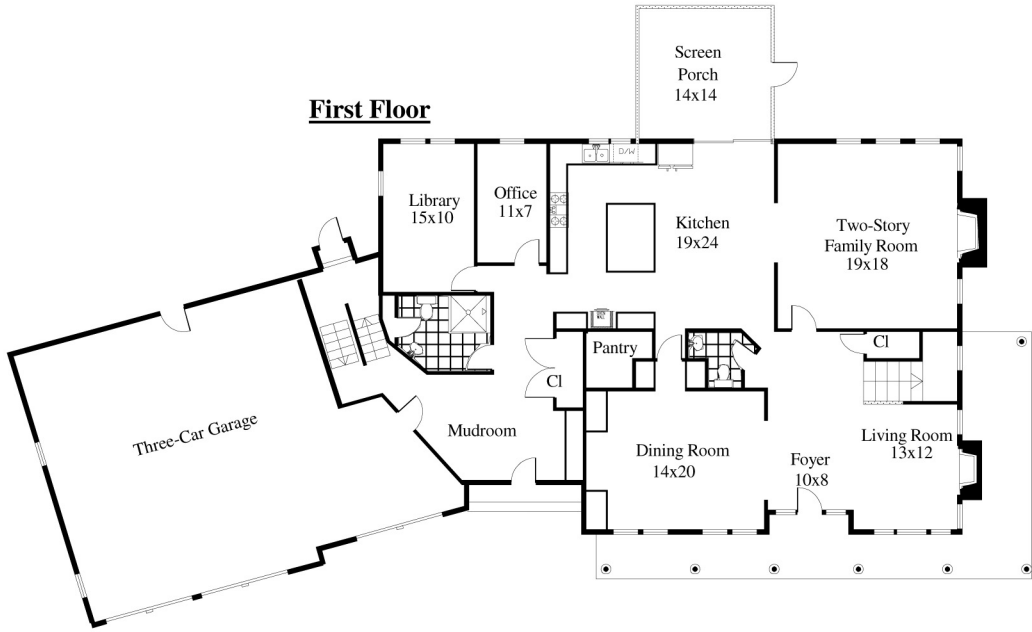 Screen
Porch
14x14
First Floor
D/W
Library
15x10
Office
11x7
Kitchen
19x24
Two-Story
Family Room
19x18
Pantry
Cl
Cl
Three-Car Garage
Mudroom
Dining Room
14x20
Foyer
10x8
Living Room
13x12